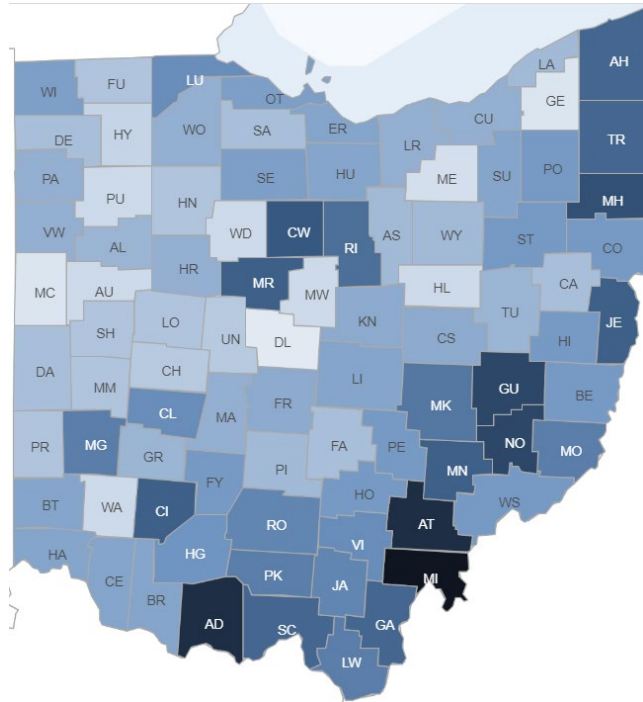 AH
LA
LU
FU
WI
OT
GE
CU
WO
SA
ER
HY
DE
LR
TR
PO
ME
SU
SE
HU
PA
PU
HN
MH
VW
WD
CW
RI
AS
WY
ST
AL
CO
HR
MR
MC
AU
MW
HL
CA
TU
JE
LO
KN
SH
UN
CS
DL
HI
CH
DA
MM
LI
GU
BE
FR
MK
CL
MA
MG
PR
FA
PE
NO
MO
GR
PI
MN
FY
HO
WA
BT
CI
WS
RO
AT
VI
HA
HG
CE
PK
MI
JA
BR
AD
SC
GA
LW